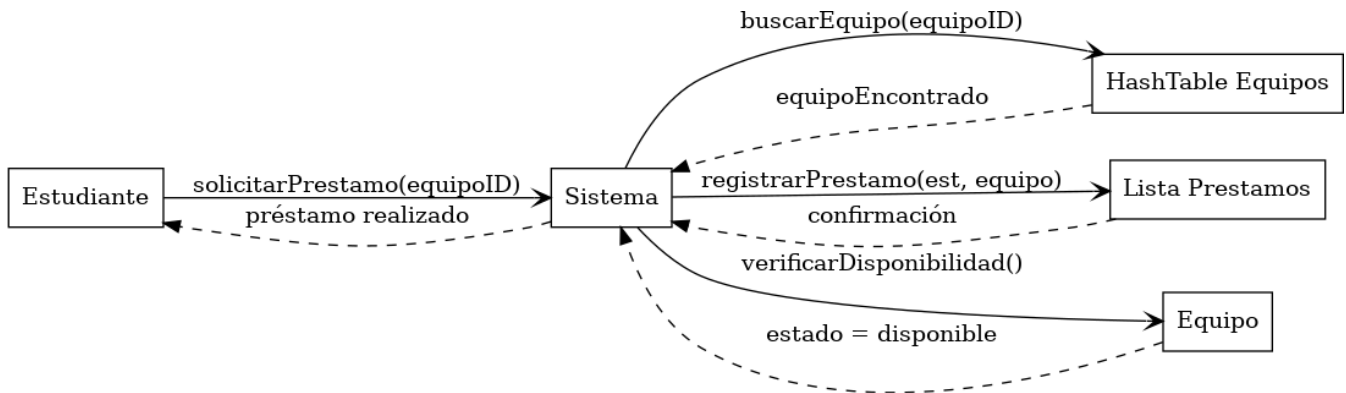 buscarEquipo(equipoID)
HashTable Equipos
equipoEncontrado
Estudiante
solicitarPrestamo(equipoID)
préstamo realizado
Sistema
registrarPrestamo(est, equipo)
Lista Prestamos
confirmación
verificarDisponibilidad()
Equipo
estado = disponible